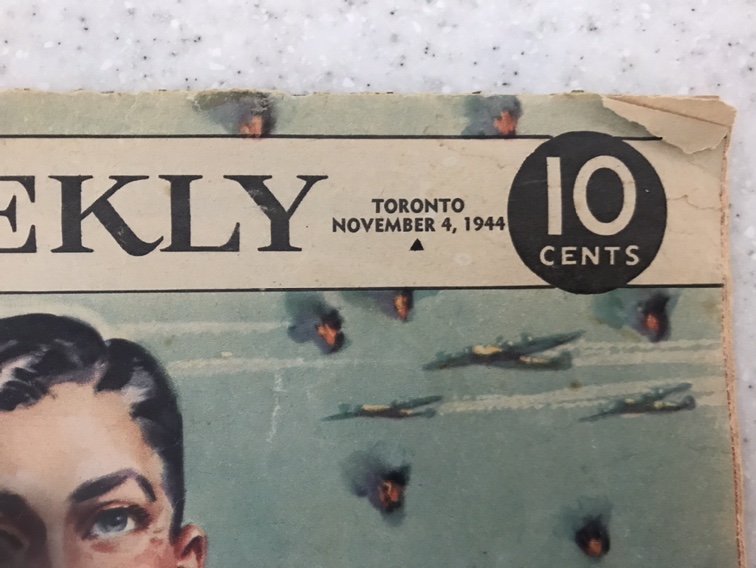 EKLY
TORONTO
NOVEMBER 4, 1944
10
CENTS